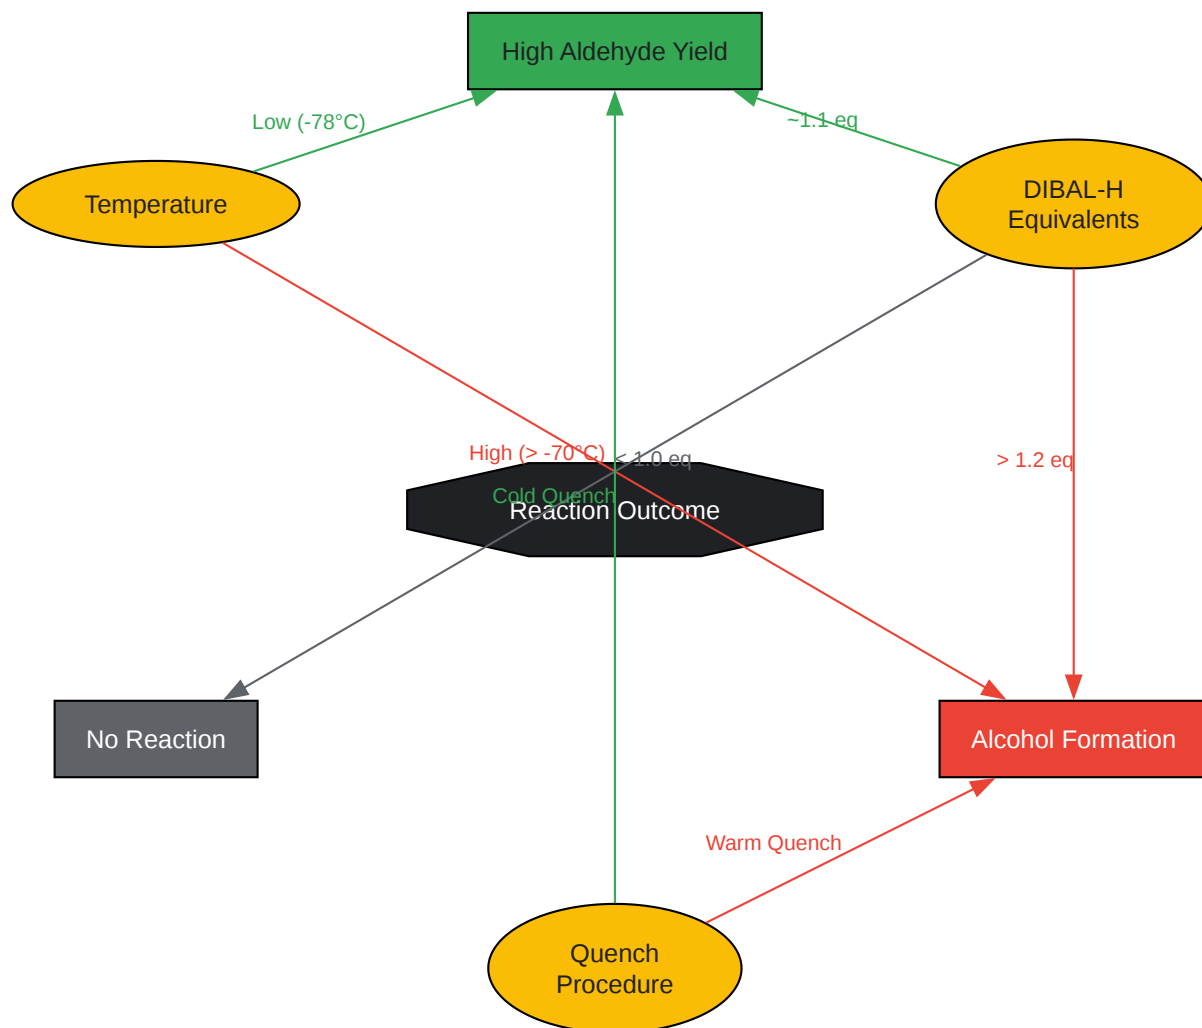 High Aldehyde Yield
Low (-78°C)
~1.1 eq
Temperature
DIBAL-H
Equivalents
High (> -70°C)
< 1.0 eq
> 1.2 eq
Cold Quench
Reaction Outcome
No Reaction
Alcohol Formation
Warm Quench
Quench
Procedure